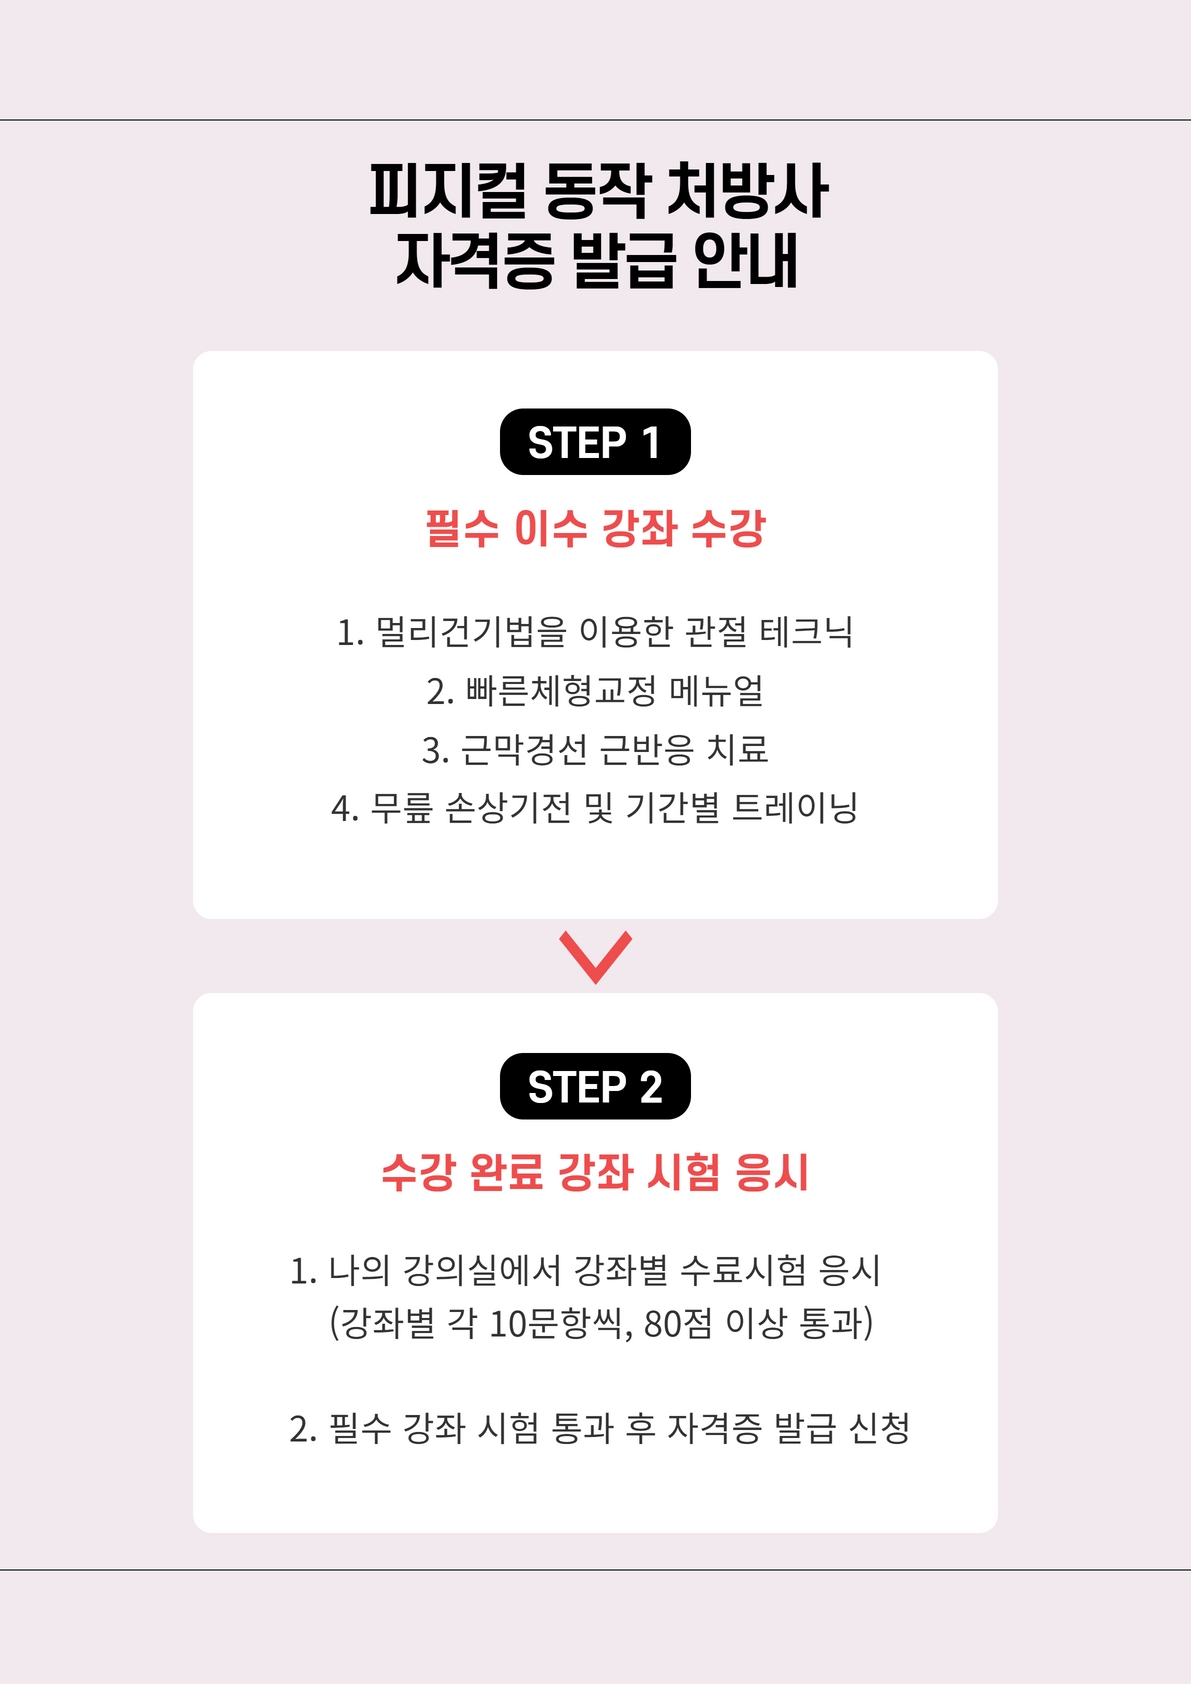 피지컬 동작 처방사
자격증 발급 안내
STEP 1
필수 이수 강좌 수강
1. 멀리건기법을 이용한 관절 테크닉
2. 빠른체형교정 메뉴얼
3. 근막경선 근반응 치료
4. 무릎 손상기전 및 기간별 트레이닝
STEP 2
수강 완료 강좌 시험 응시
1. 나의 강의실에서 강좌별 수료시험 응시
(강좌별 각 10문항씩, 80점 이상 통과)
2. 필수 강좌 시험 통과 후 자격증 발급 신청